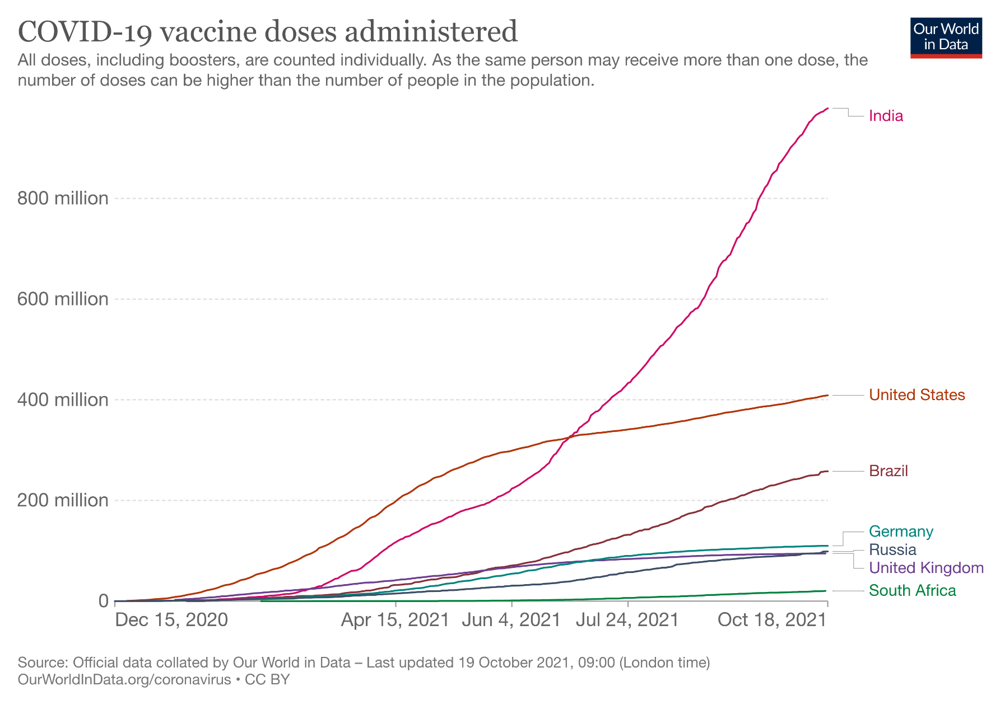 COVID-19 vaccine doses administered
Our World
in Data
All doses, including boosters, are counted individually. As the same person may receive more than one dose, the
number of doses can be higher than the number of people in the population.
India
800 million
600 million
400 million
United States
Brazil
200 million
Germany
Russia
United Kingdom
South Africa
0
Dec 15, 2020 Apr 15, 2021 Jun 4, 2021 Jul 24, 2021 Oct 18, 2021
Source: Official data collated by Our World in Data – Last updated 19 October 2021, 09:00 (London time)
OurWorldInData.org/coronavirus • CC BY